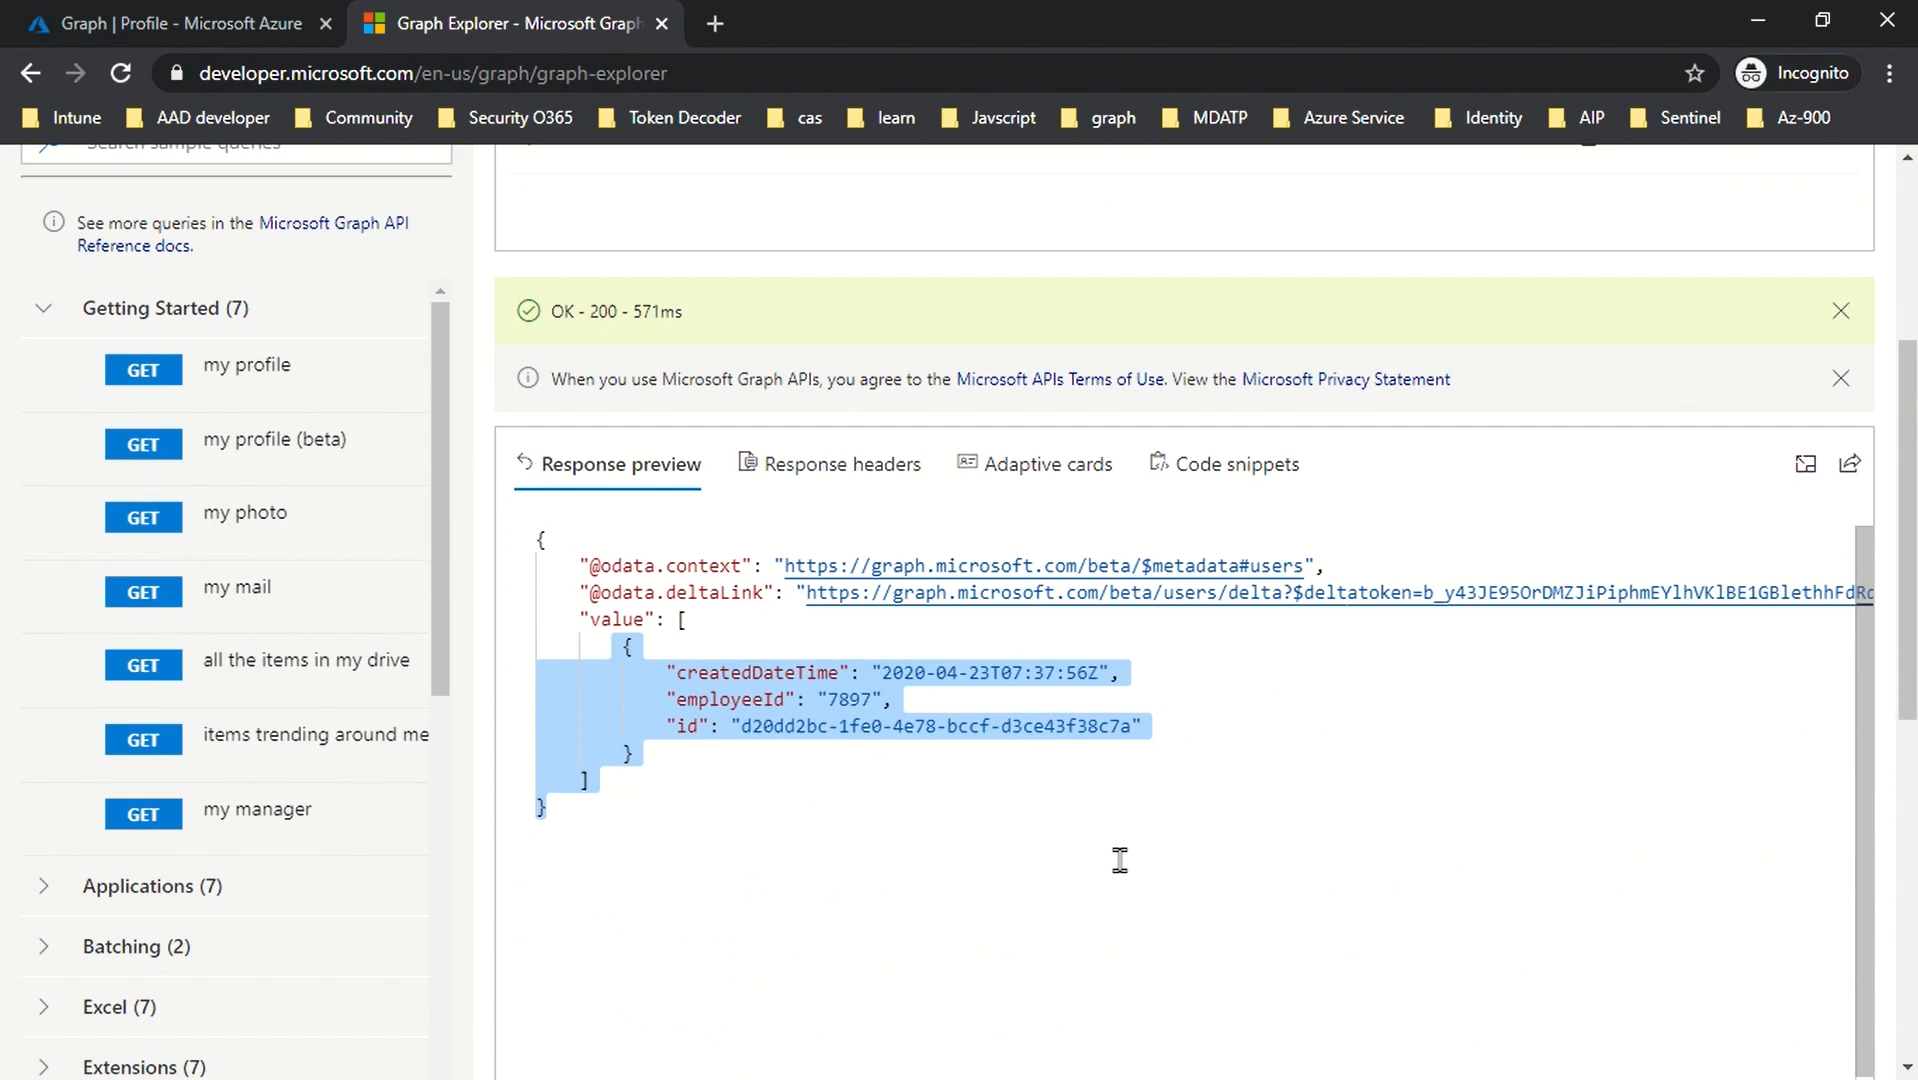 Graph | Profile - Microsoft Azure
Graph Explorer - Microsoft Graph
developer.microsoft.com/en-us/graph/graph-explorer
Incognito
Intune
AAD developer
Community
Security O365
Token Decoder
cas
learn
Javscript
graph
MDATP
Azure Service
Identity
AIP
Sentinel
Az-900
Search sample queries
See more queries in the Microsoft Graph API
Reference docs.
Getting Started (7)
GET my profile
GET my profile (beta)
GET my photo
GET my mail
GET all the items in my drive
GET items trending around me
GET my manager
Applications (7)
Batching (2)
Excel (7)
Extensions (7)
OK - 200 - 571ms
When you use Microsoft Graph APIs, you agree to the Microsoft APIs Terms of Use. View the Microsoft Privacy Statement
Response preview
Response headers
Adaptive cards
Code snippets
{
"@odata.context": "https://graph.microsoft.com/beta/$metadata#users",
"@odata.deltaLink": "https://graph.microsoft.com/beta/users/delta?$deltatoken=b_y43JE95OrDMZJiPiphmEYlhVKlBE1GBlethhFdRd
"value": [
{
"createdDateTime": "2020-04-23T07:37:56Z",
"employeeId": "7897",
"id": "d20dd2bc-1fe0-4e78-bccf-d3ce43f38c7a"
}
]
}